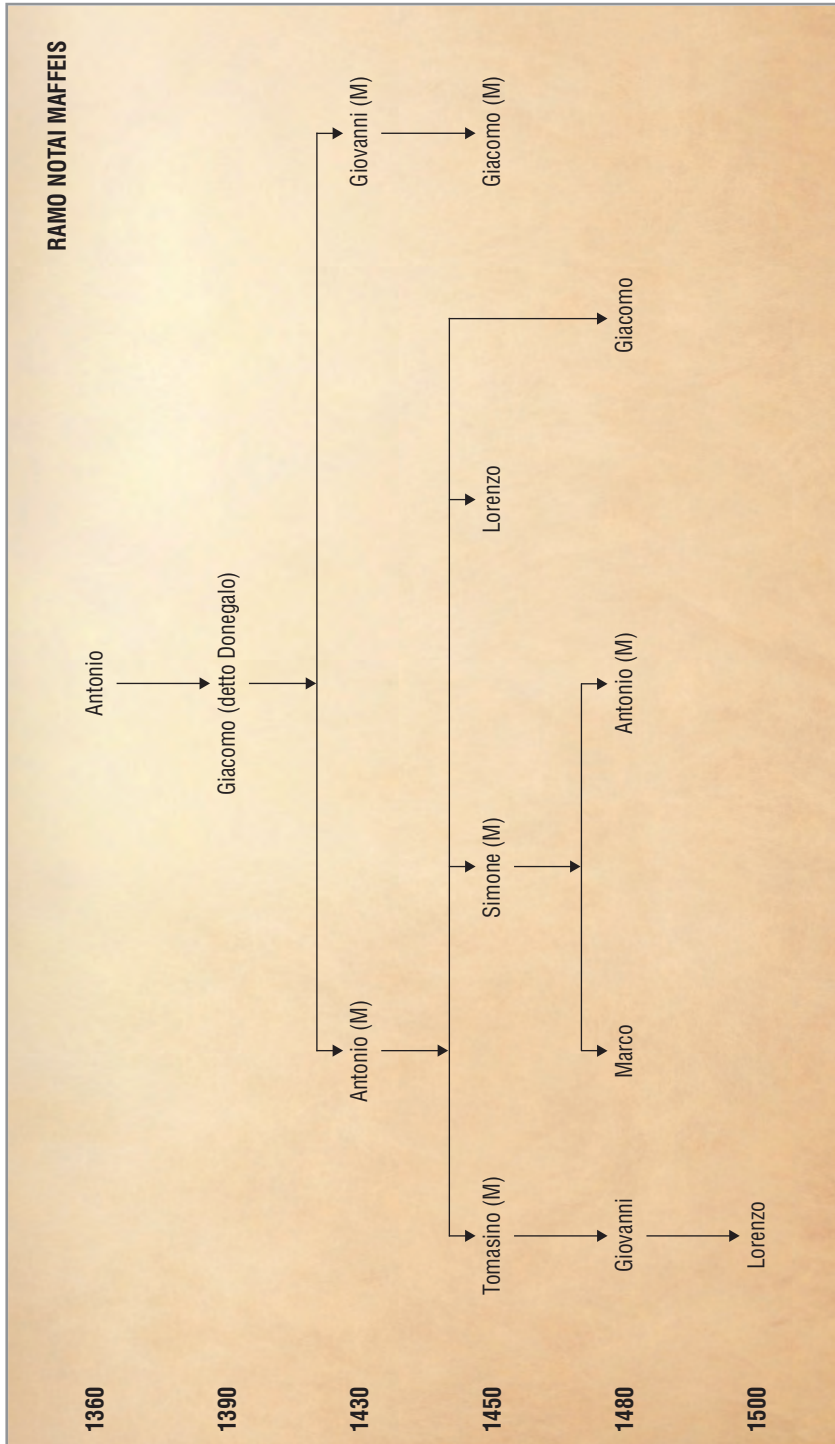 RAMO NOTAI MAFFEIS
1360
Antonio
1390
Giacomo (detto Donegalo)
1430
Antonio (M)
Giovanni (M)
1450
Tomasino (M)
Simone (M)
Lorenzo
Giacomo (M)
1480
Giovanni
Marco
Antonio (M)
Giacomo
1500
Lorenzo